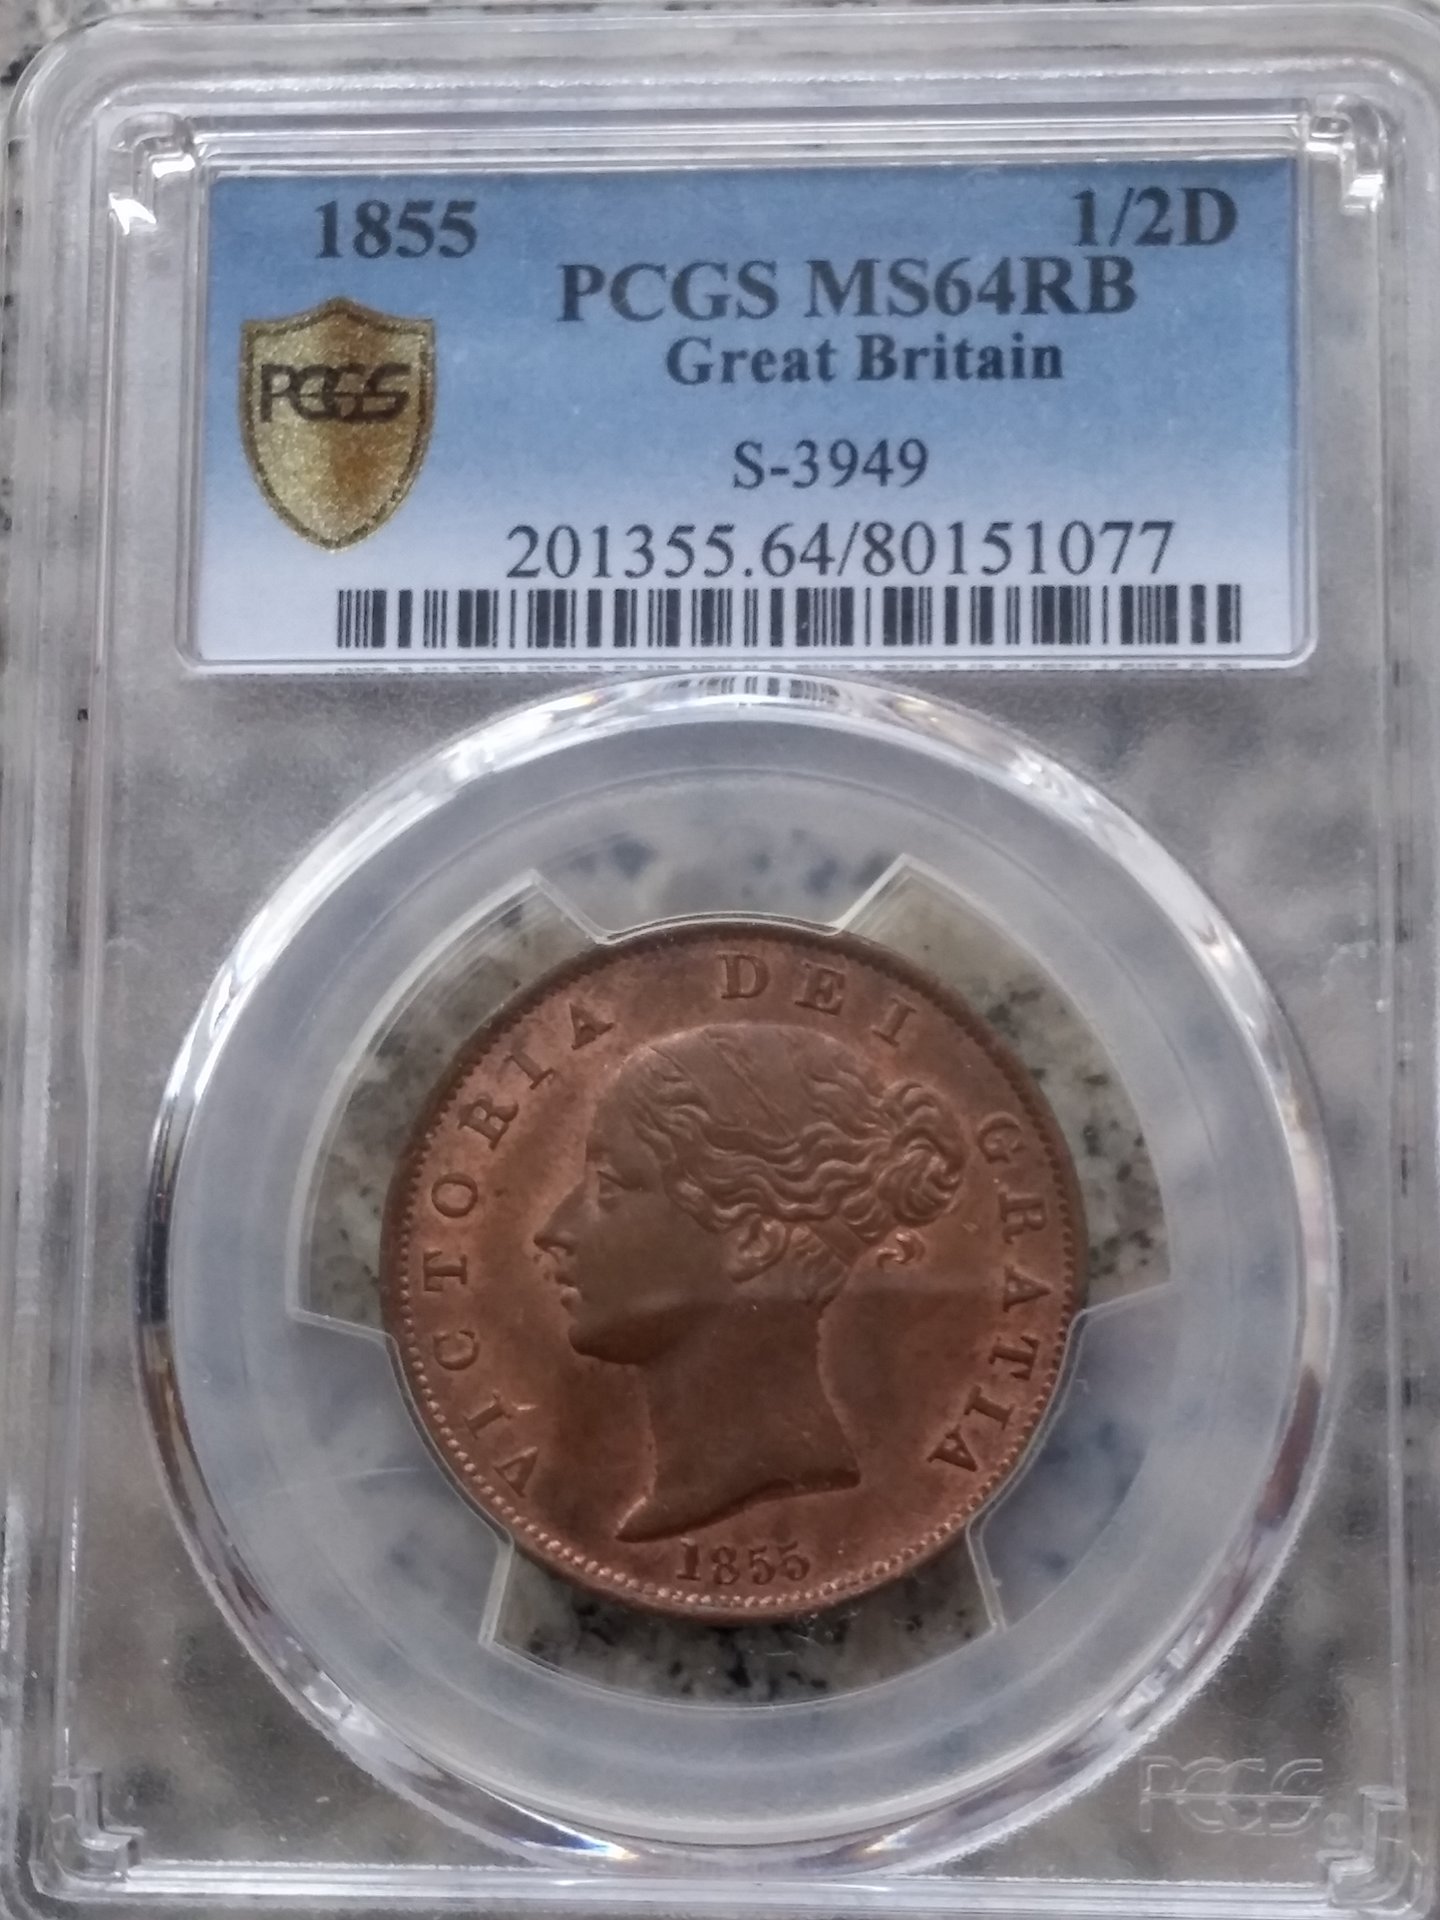 1855 1/2D
PCGS MS64RB
Great Britain
PCGS
S-3949
201355.64/80151077
VICTORIA DEI GRATIA
1855
PCGS